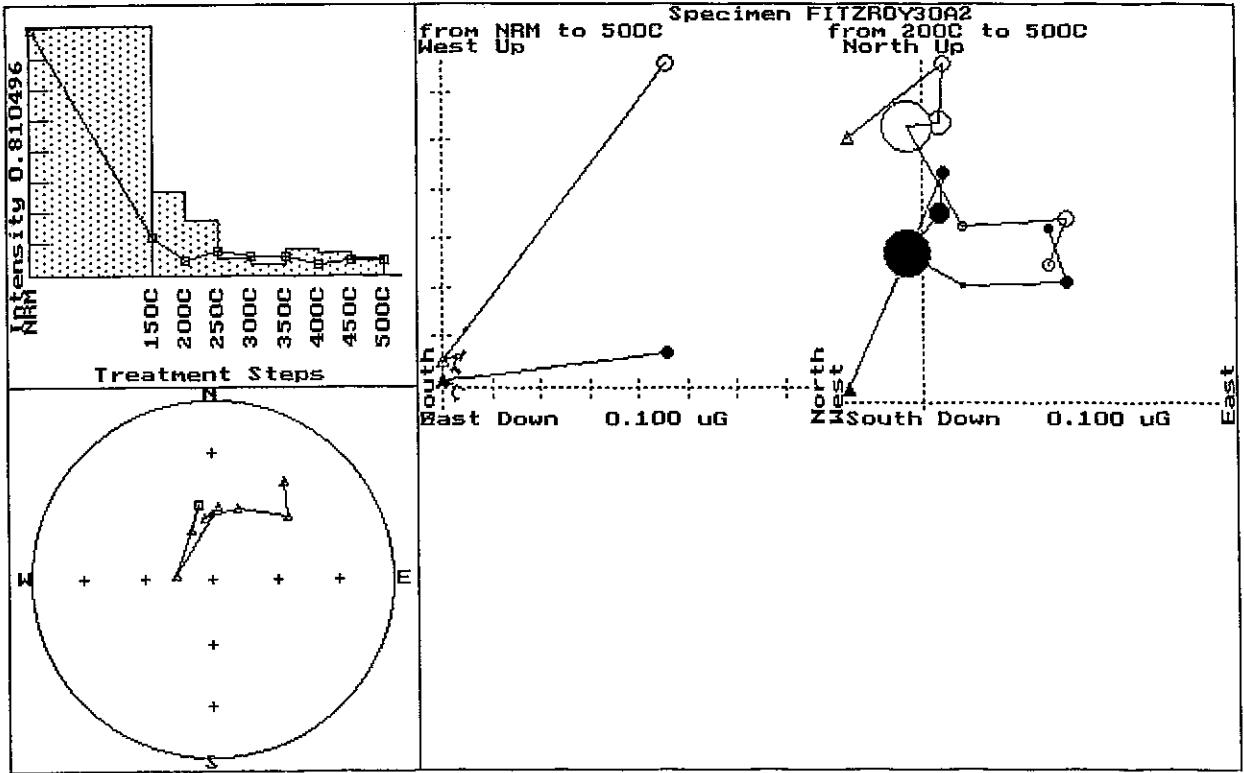 Specimen FITZROY30A2
from NRM to 500C
West Up
from 200C to 500C
North Up
Intensity 0.810496
NRM
150C
200C
250C
300C
350C
400C
450C
500C
Treatment Steps
South
North
East Down 0.100 uG
West
East
South Down 0.100 uG
N
W
E
S